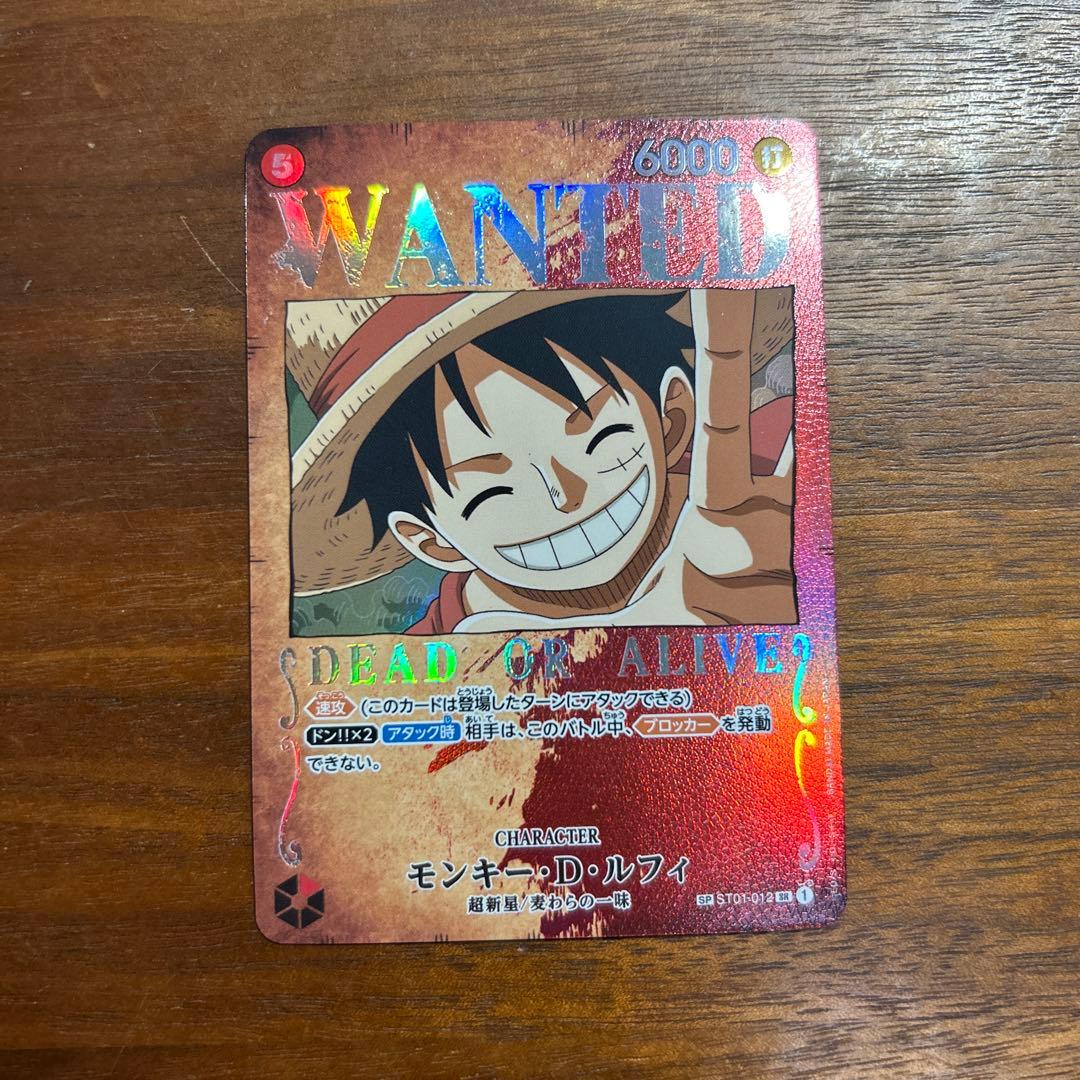 5
6000 打
WANTED
DEAD OR ALIVE
速攻 (このカードは登場したターンにアタックできる)
ドン!!×2 アタック時 相手は、このバトル中、ブロッカー を発動
できない。
CHARACTER
モンキー・D・ルフィ
超新星/麦わらの一味
SP ST01-012 SR 1